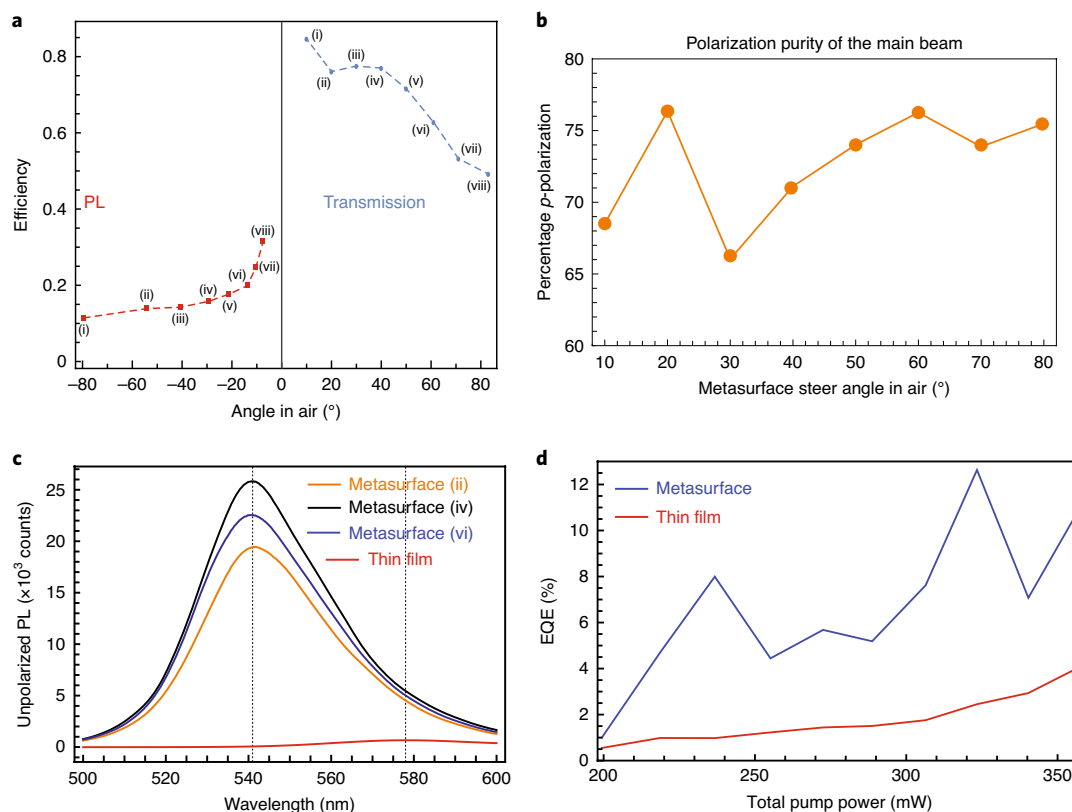 a
0.8
0.6
0.4
0.2
0
Efficiency
(i)
(ii)
(iii)
(iv)
(v)
(vi)
(vii)
(viii)
PL
Transmission
(i)
(ii)
(iii)
(iv)
(v)
(vi)
(vii)
(viii)
–80 –60 –40 –20 0 20 40 60 80
Angle in air (°)
b
Polarization purity of the main beam
80
75
70
65
60
Percentage p-polarization
10 20 30 40 50 60 70 80
Metasurface steer angle in air (°)
c
25
20
15
10
5
0
Unpolarized PL (×10³ counts)
Metasurface (ii)
Metasurface (iv)
Metasurface (vi)
Thin film
500 520 540 560 580 600
Wavelength (nm)
d
12
10
8
6
4
2
0
EQE (%)
Metasurface
Thin film
200 250 300 350
Total pump power (mW)